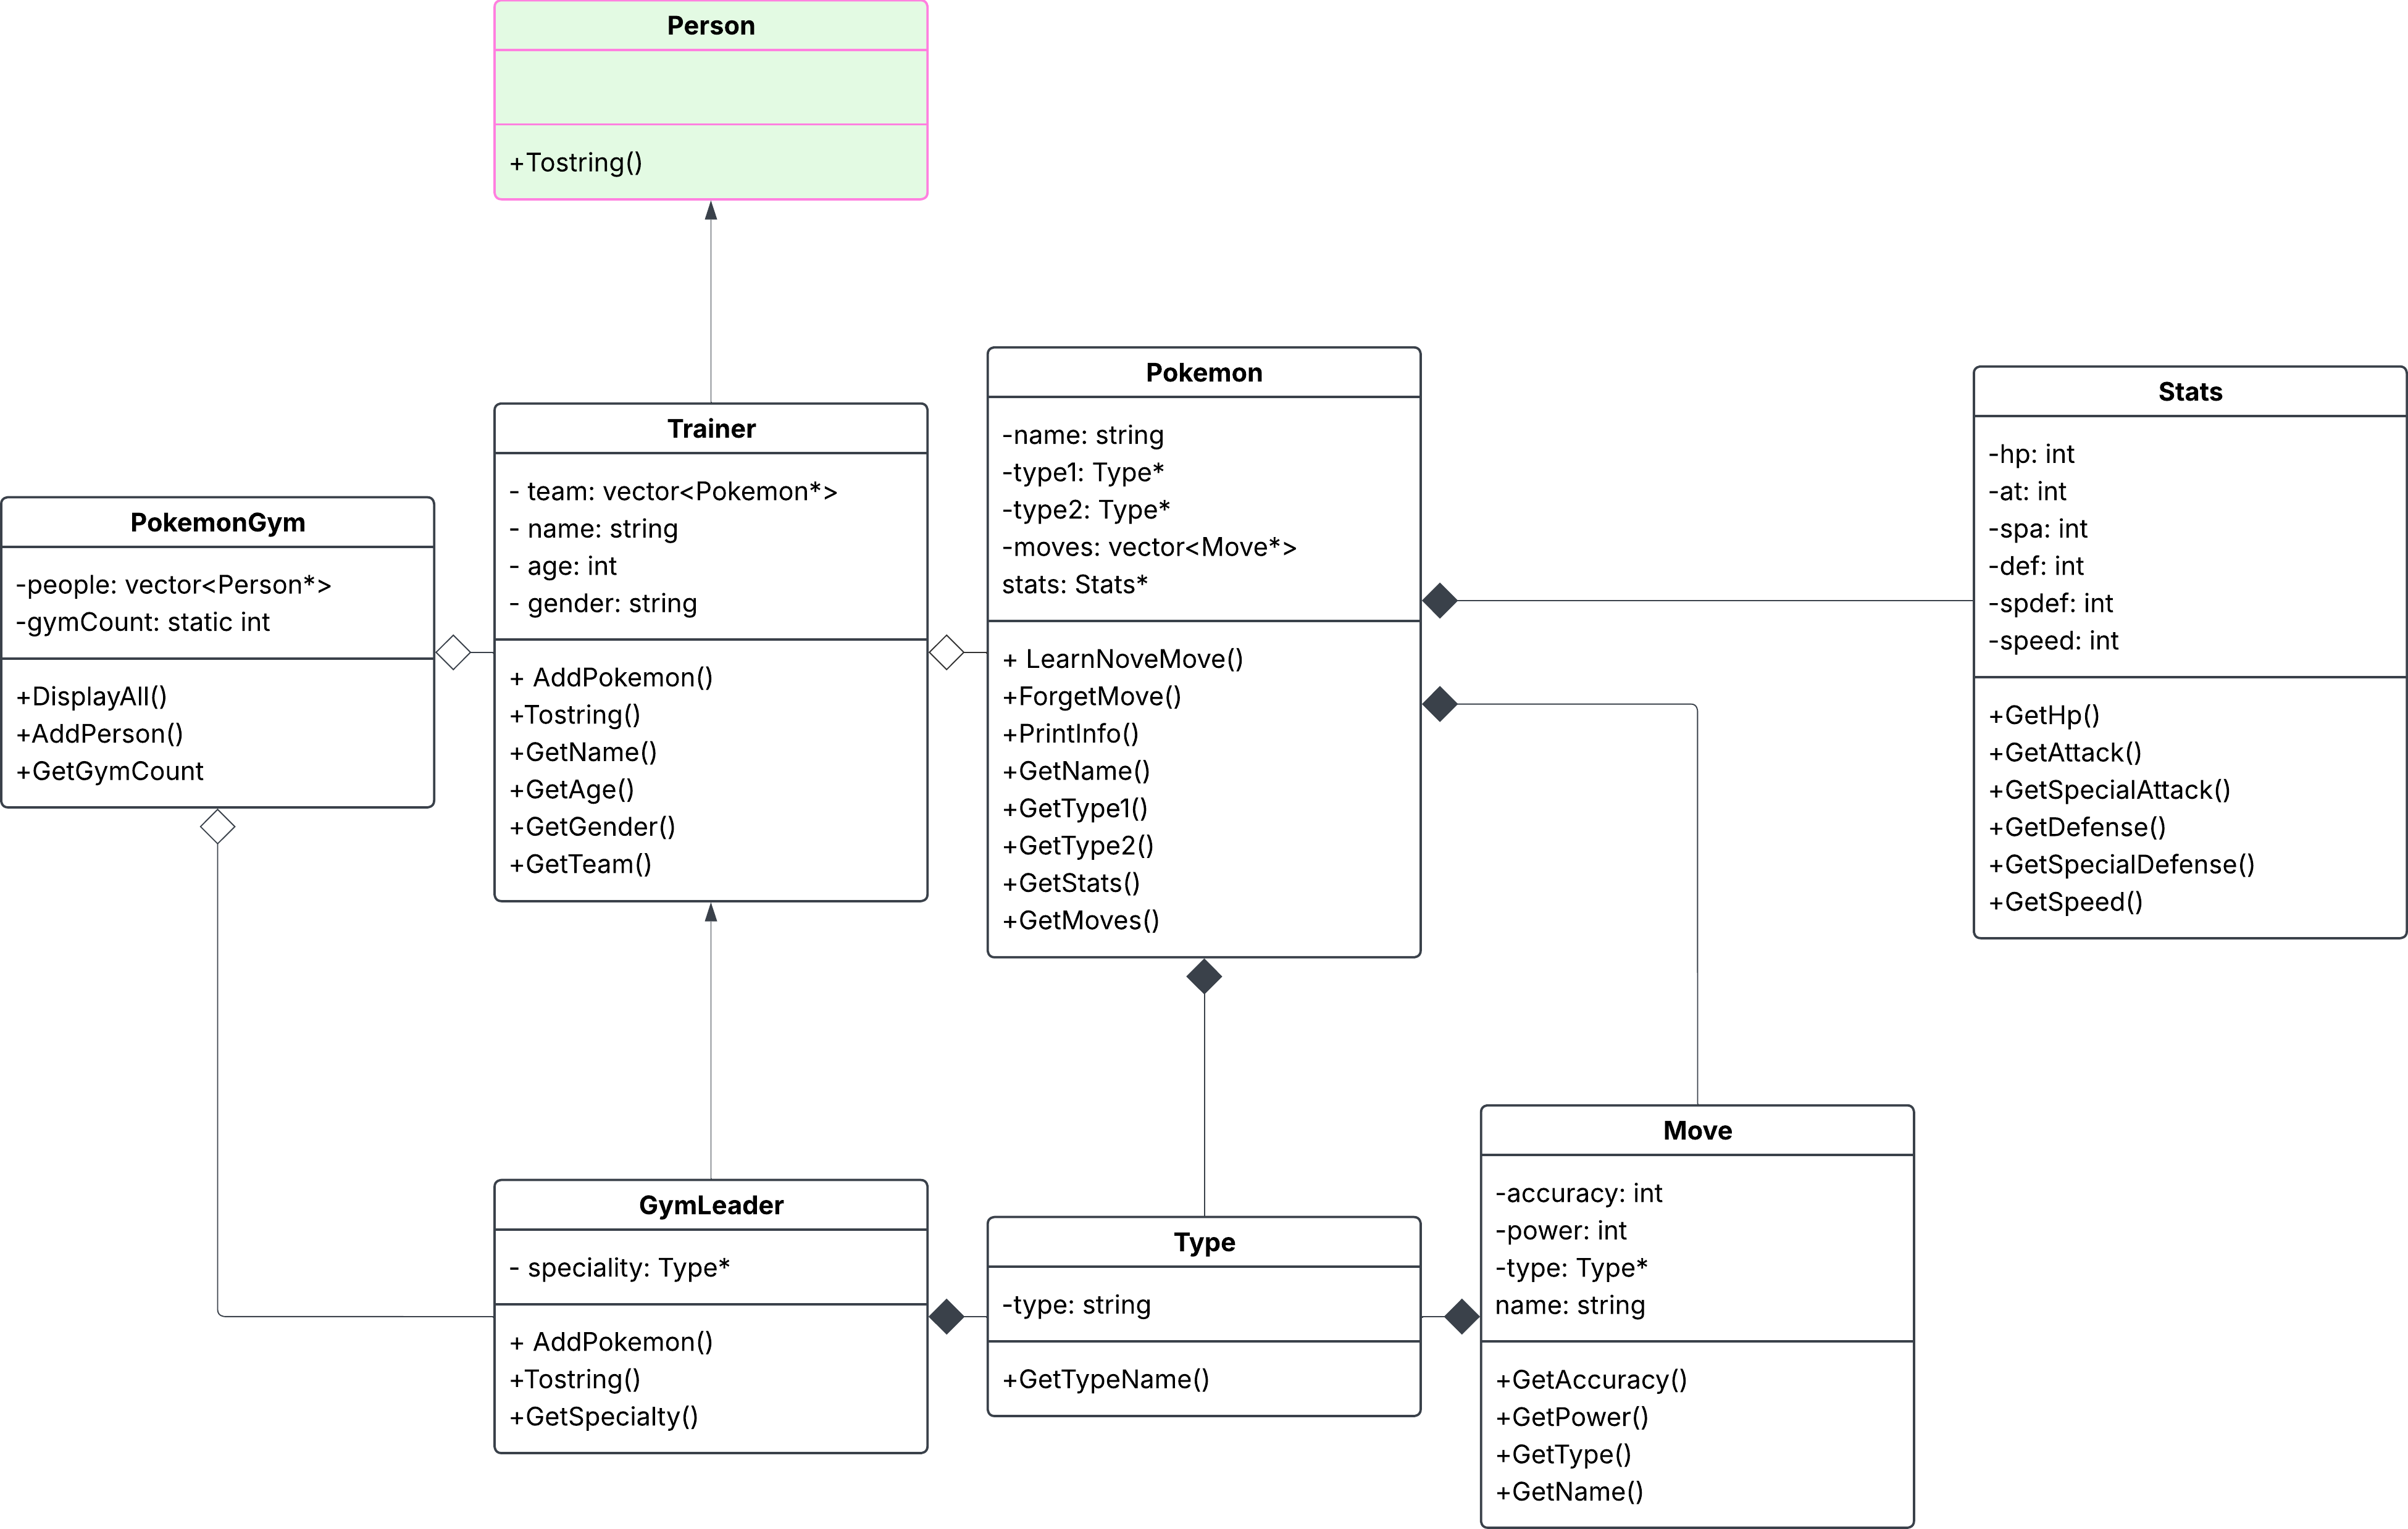 Person
+Tostring()
Trainer
- team: vector<Pokemon*>
- name: string
- age: int
- gender: string
+ AddPokemon()
+Tostring()
+GetName()
+GetAge()
+GetGender()
+GetTeam()
Pokemon
-name: string
-type1: Type*
-type2: Type*
-moves: vector<Move*>
stats: Stats*
+ LearnNoveMove()
+ForgetMove()
+PrintInfo()
+GetName()
+GetType1()
+GetType2()
+GetStats()
+GetMoves()
Stats
-hp: int
-at: int
-spa: int
-def: int
-spdef: int
-speed: int
+GetHp()
+GetAttack()
+GetSpecialAttack()
+GetDefense()
+GetSpecialDefense()
+GetSpeed()
PokemonGym
-people: vector<Person*>
-gymCount: static int
+DisplayAll()
+AddPerson()
+GetGymCount
GymLeader
- speciality: Type*
+ AddPokemon()
+Tostring()
+GetSpecialty()
Type
-type: string
+GetTypeName()
Move
-accuracy: int
-power: int
-type: Type*
name: string
+GetAccuracy()
+GetPower()
+GetType()
+GetName()